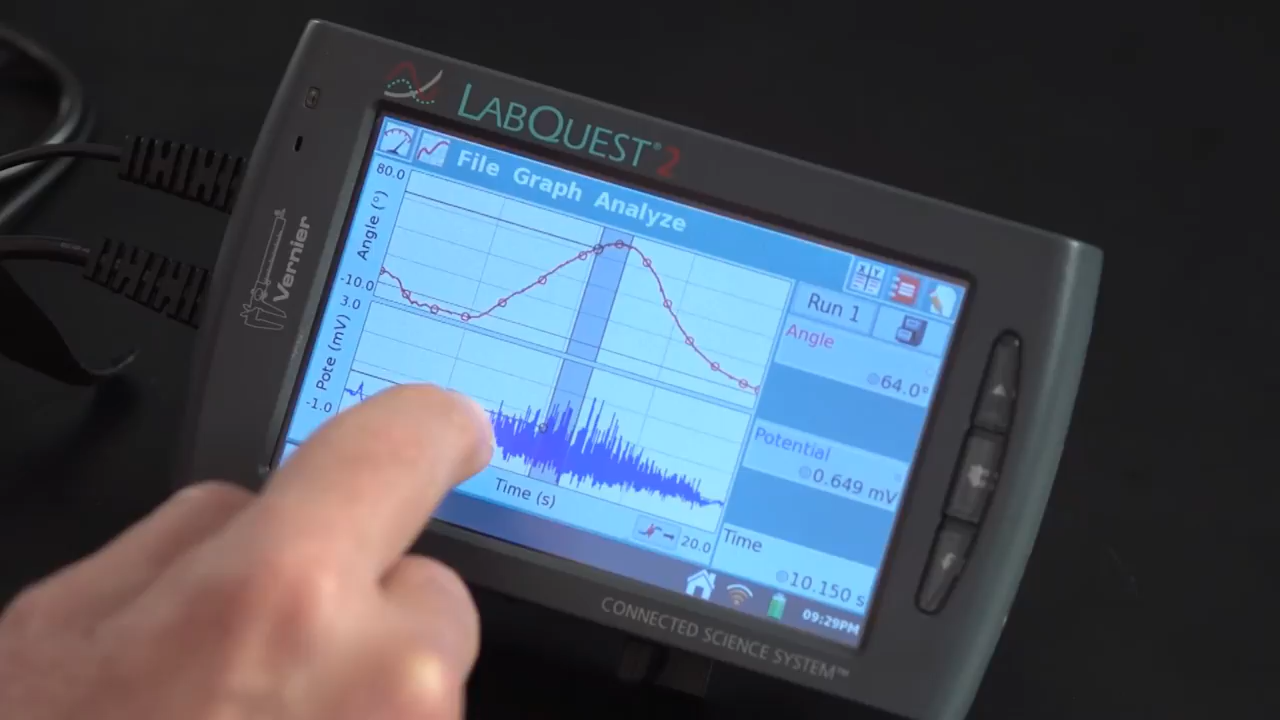 LABQUEST® 2
Vernier
File Graph Analyze
80.0
Angle (°)
-10.0
3.0
Pote (mV)
-1.0
Time (s)
20.0
X Y
Run 1
Angle
64.0°
Potential
0.649 mV
Time
10.150 s
09:29PM
CONNECTED SCIENCE SYSTEM™